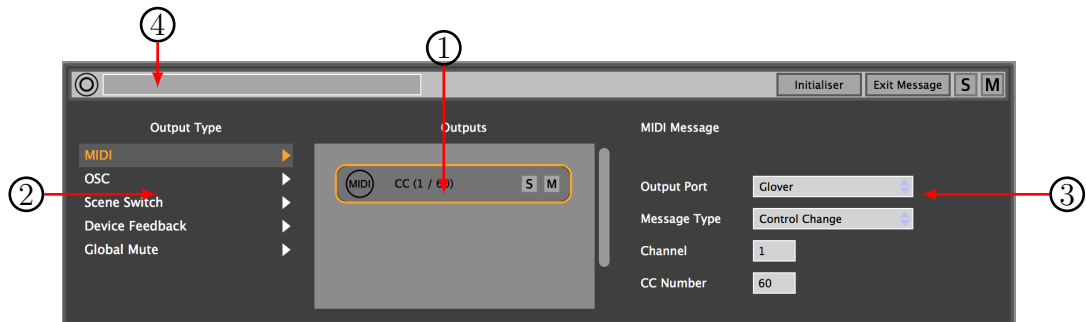 4
1
Initialiser Exit Message S M
Output Type Outputs MIDI Message
MIDI
OSC
Scene Switch
Device Feedback
Global Mute
MIDI CC (1 / 60) S M
Output Port Glover
Message Type Control Change
Channel 1
CC Number 60
2
3